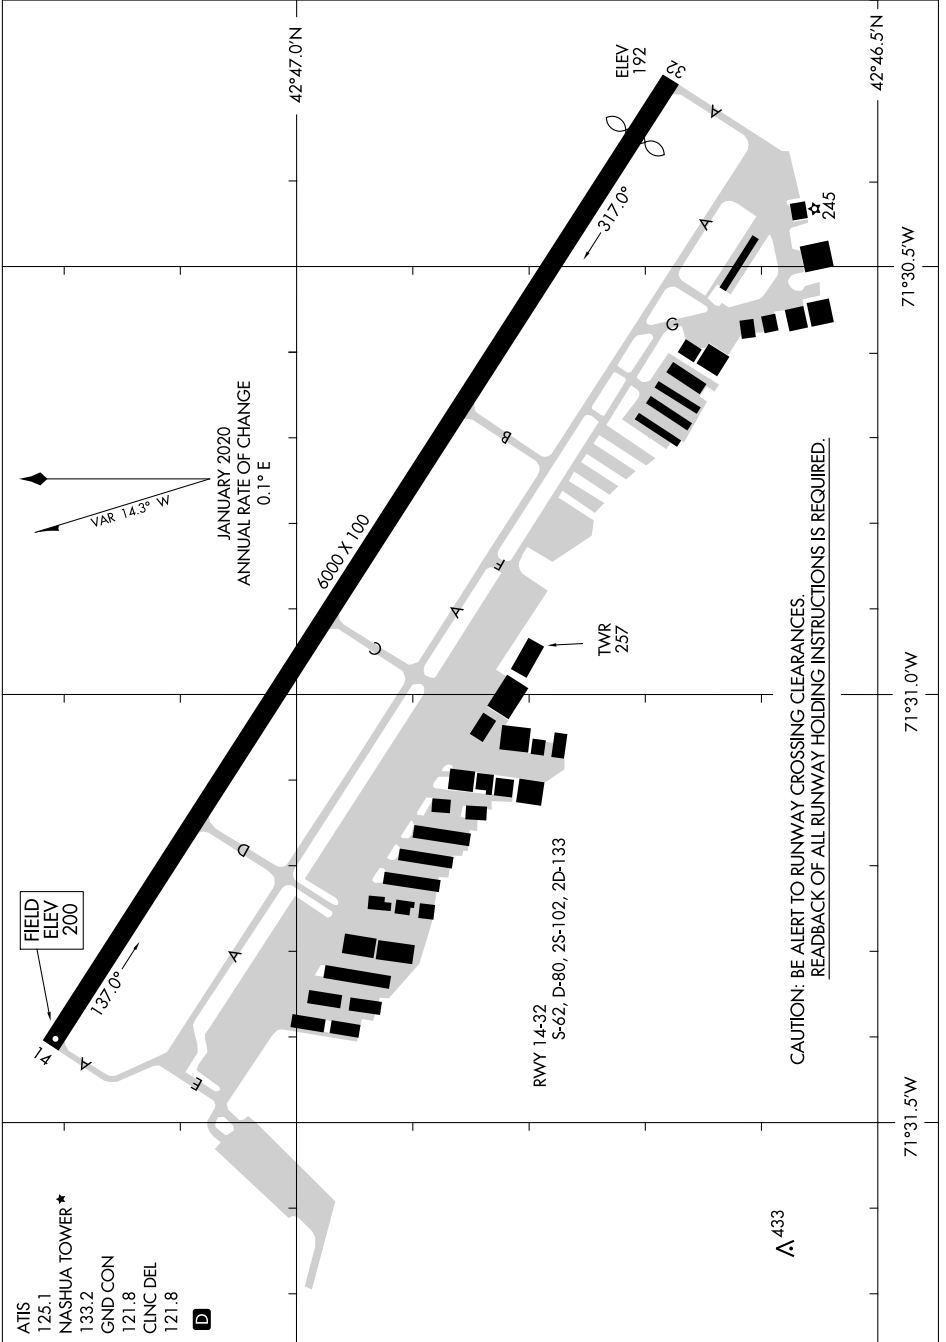 ATIS
125.1
NASHUA TOWER★
133.2
GND CON
121.8
CLNC DEL
121.8
D
FIELD
ELEV
200
14
137.0°
VAR 14.3° W
JANUARY 2020
ANNUAL RATE OF CHANGE
0.1° E
42°47.0'N
6000 X 100
ELEV
192
32
317.0°
42°46.5'N
A
A
G
B
F
A
C
D
A
A
E
245
TWR
257
RWY 14-32
S-62, D-80, 2S-102, 2D-133
433
CAUTION: BE ALERT TO RUNWAY CROSSING CLEARANCES.
READBACK OF ALL RUNWAY HOLDING INSTRUCTIONS IS REQUIRED.
71°31.5'W
71°31.0'W
71°30.5'W